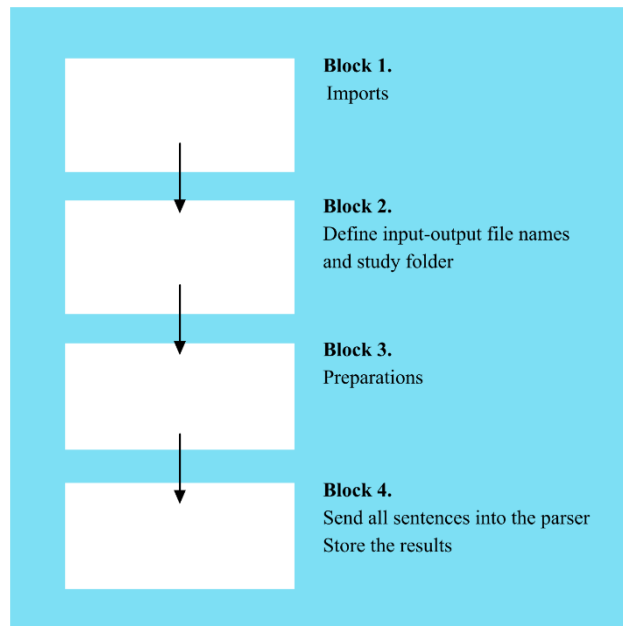 Block 1.
Imports
Block 2.
Define input-output file names
and study folder
Block 3.
Preparations
Block 4.
Send all sentences into the parser
Store the results